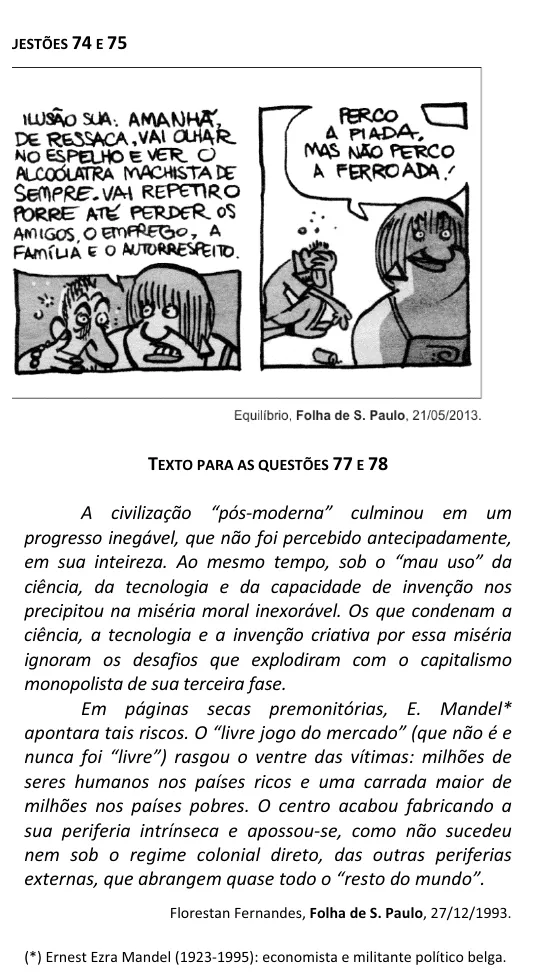 JESTÕES 74 E 75
ILUSÃO SUA: AMANHÃ,
DE RESSACA, VAI OLHAR
NO ESPELHO E VER O
ALCOÓLATRA MACHISTA DE
SEMPRE. VAI REPETIR O
PORRE ATÉ PERDER OS
AMIGOS, O EMPREGO, A
FAMÍLIA E O AUTORRESPEITO.
PERCO
A PIADA,
MAS NÃO PERCO
A FERROADA!
Equilíbrio, Folha de S. Paulo, 21/05/2013.
TEXTO PARA AS QUESTÕES 77 E 78
A civilização “pós-moderna” culminou em um
progresso inegável, que não foi percebido antecipadamente,
em sua inteireza. Ao mesmo tempo, sob o “mau uso” da
ciência, da tecnologia e da capacidade de invenção nos
precipitou na miséria moral inexorável. Os que condenam a
ciência, a tecnologia e a invenção criativa por essa miséria
ignoram os desafios que explodiram com o capitalismo
monopolista de sua terceira fase.
Em páginas secas premonitórias, E. Mandel*
apontara tais riscos. O “livre jogo do mercado” (que não é e
nunca foi “livre”) rasgou o ventre das vítimas: milhões de
seres humanos nos países ricos e uma carrada maior de
milhões nos países pobres. O centro acabou fabricando a
sua periferia intrínseca e apossou-se, como não sucedeu
nem sob o regime colonial direto, das outras periferias
externas, que abrangem quase todo o “resto do mundo”.
Florestan Fernandes, Folha de S. Paulo, 27/12/1993.
(*) Ernest Ezra Mandel (1923-1995): economista e militante político belga.